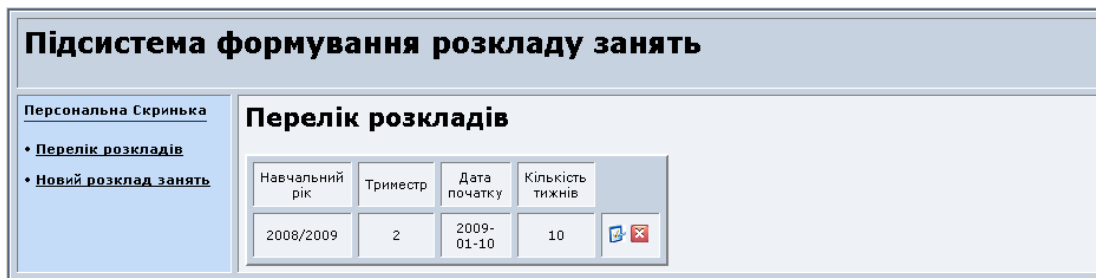 Підсистема формування розкладу занять
Персональна Скринька
• Перелік розкладів
• Новий розклад занять
Перелік розкладів
Навчальний рік Триместр Дата початку Кількість тижнів
2008/2009 2 2009-01-10 10